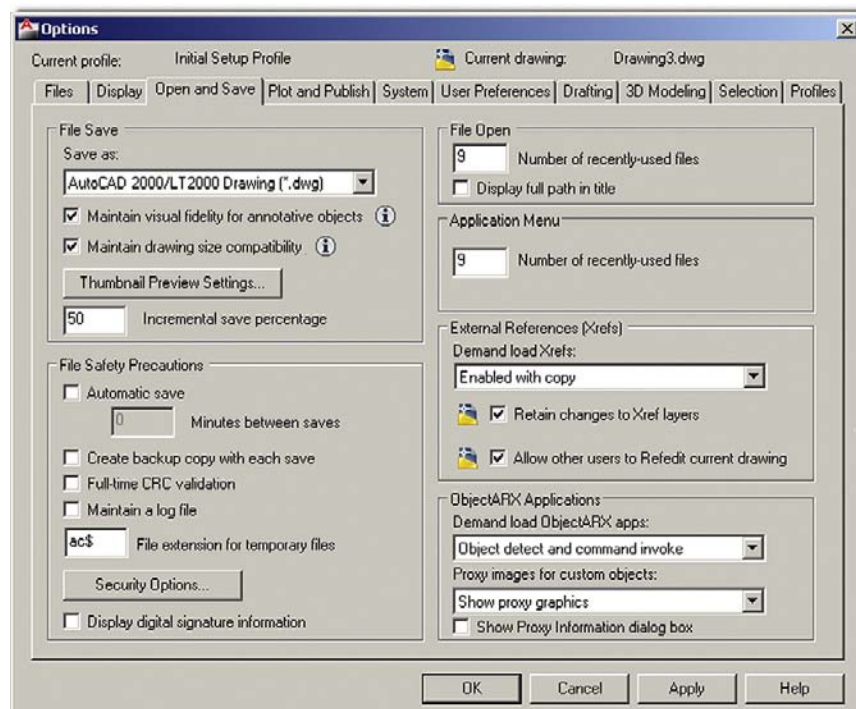 Options
Current profile: Initial Setup Profile Current drawing: Drawing3.dwg
Files Display Open and Save Plot and Publish System User Preferences Drafting 3D Modeling Selection Profiles
File Save
Save as:
AutoCAD 2000/LT2000 Drawing (*.dwg)
Maintain visual fidelity for annotative objects
Maintain drawing size compatibility
Thumbnail Preview Settings...
50 Incremental save percentage
File Safety Precautions
Automatic save
0 Minutes between saves
Create backup copy with each save
Full-time CRC validation
Maintain a log file
ac$ File extension for temporary files
Security Options...
Display digital signature information
File Open
9 Number of recently-used files
Display full path in title
Application Menu
9 Number of recently-used files
External References (Xrefs)
Demand load Xrefs:
Enabled with copy
Retain changes to Xref layers
Allow other users to Refedit current drawing
ObjectARX Applications
Demand load ObjectARX apps:
Object detect and command invoke
Proxy images for custom objects:
Show proxy graphics
Show Proxy Information dialog box
OK Cancel Apply Help